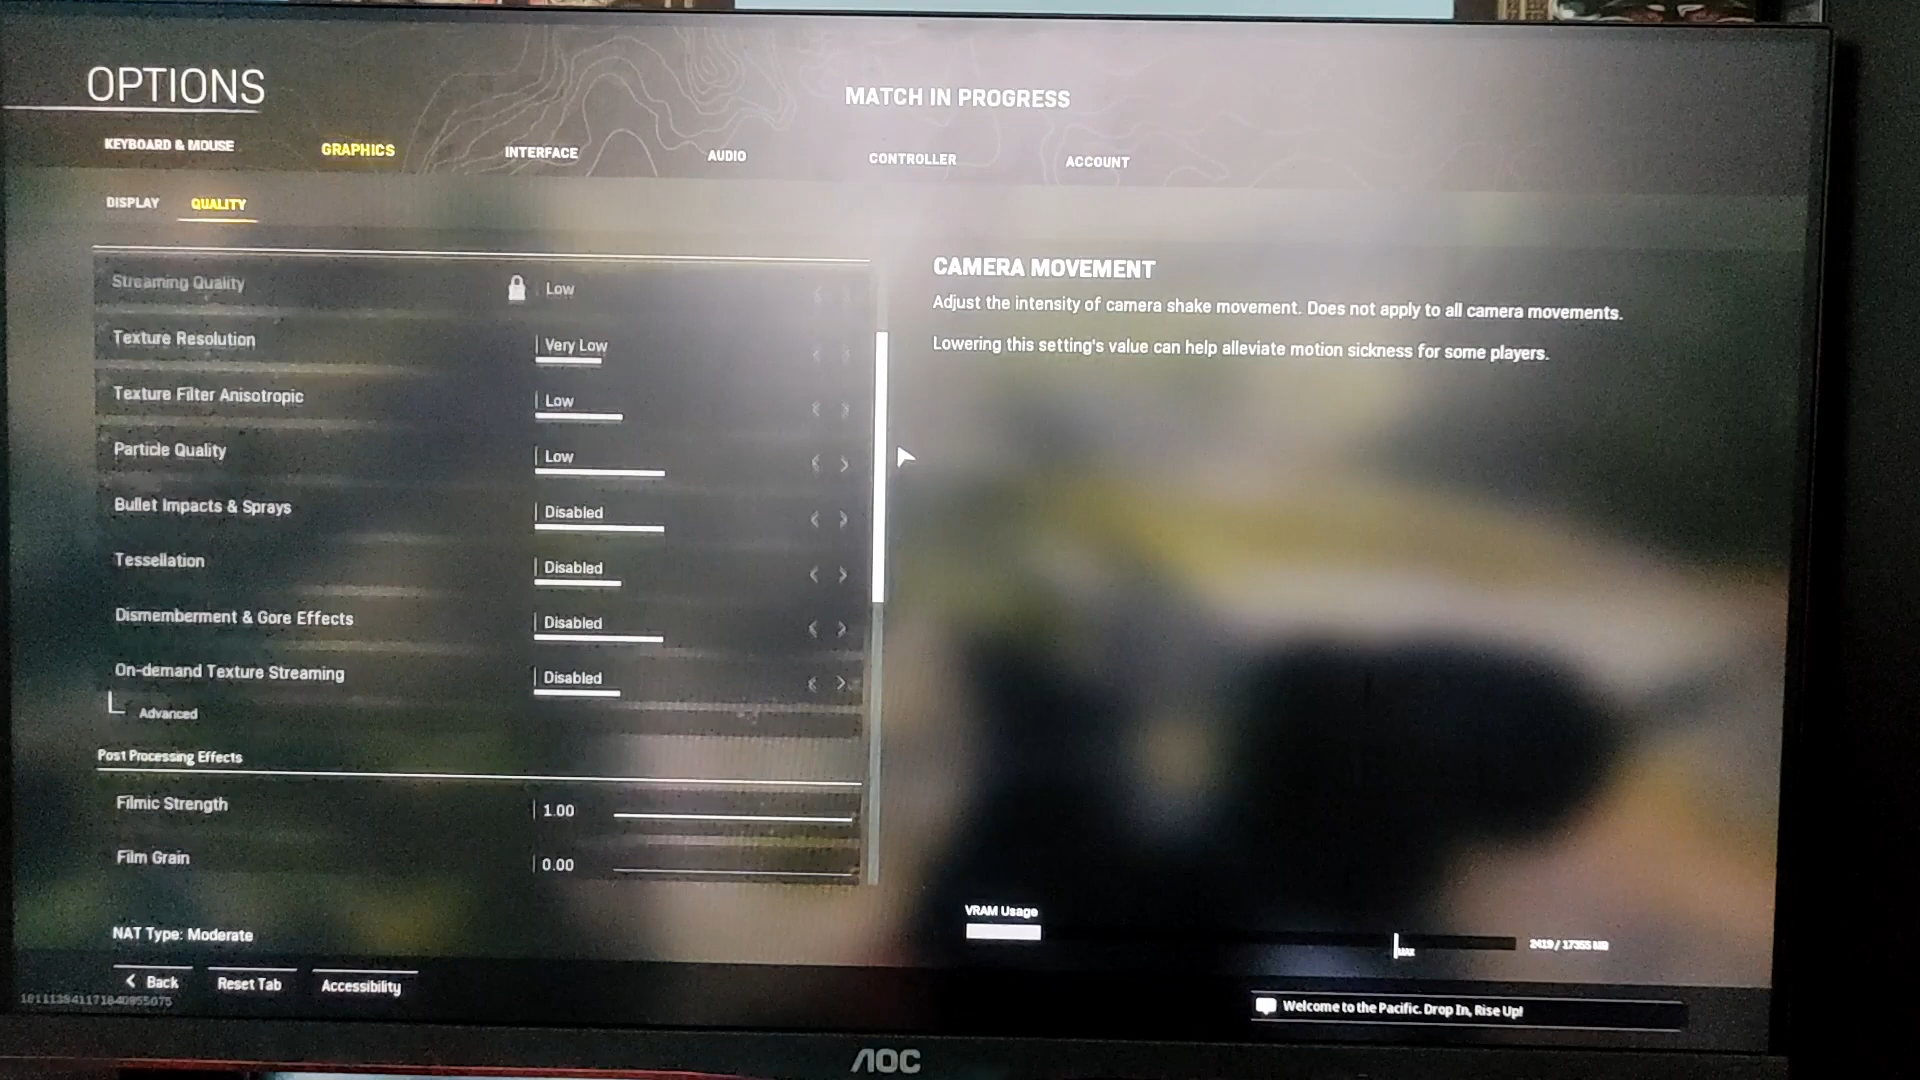 OPTIONS
MATCH IN PROGRESS
KEYBOARD & MOUSE
GRAPHICS
INTERFACE
AUDIO
CONTROLLER
ACCOUNT
DISPLAY
QUALITY
Streaming Quality
Low
Texture Resolution
Very Low
Texture Filter Anisotropic
Low
Particle Quality
Low
Bullet Impacts & Sprays
Disabled
Tessellation
Disabled
Dismemberment & Gore Effects
Disabled
On-demand Texture Streaming
Disabled
Advanced
Post Processing Effects
Filmic Strength
1.00
Film Grain
0.00
CAMERA MOVEMENT
Adjust the intensity of camera shake movement. Does not apply to all camera movements.
Lowering this setting's value can help alleviate motion sickness for some players.
VRAM Usage
MAX
2419 / 17355 MB
NAT Type: Moderate
Back
Reset Tab
Accessibility
Welcome to the Pacific. Drop In, Rise Up!
AOC